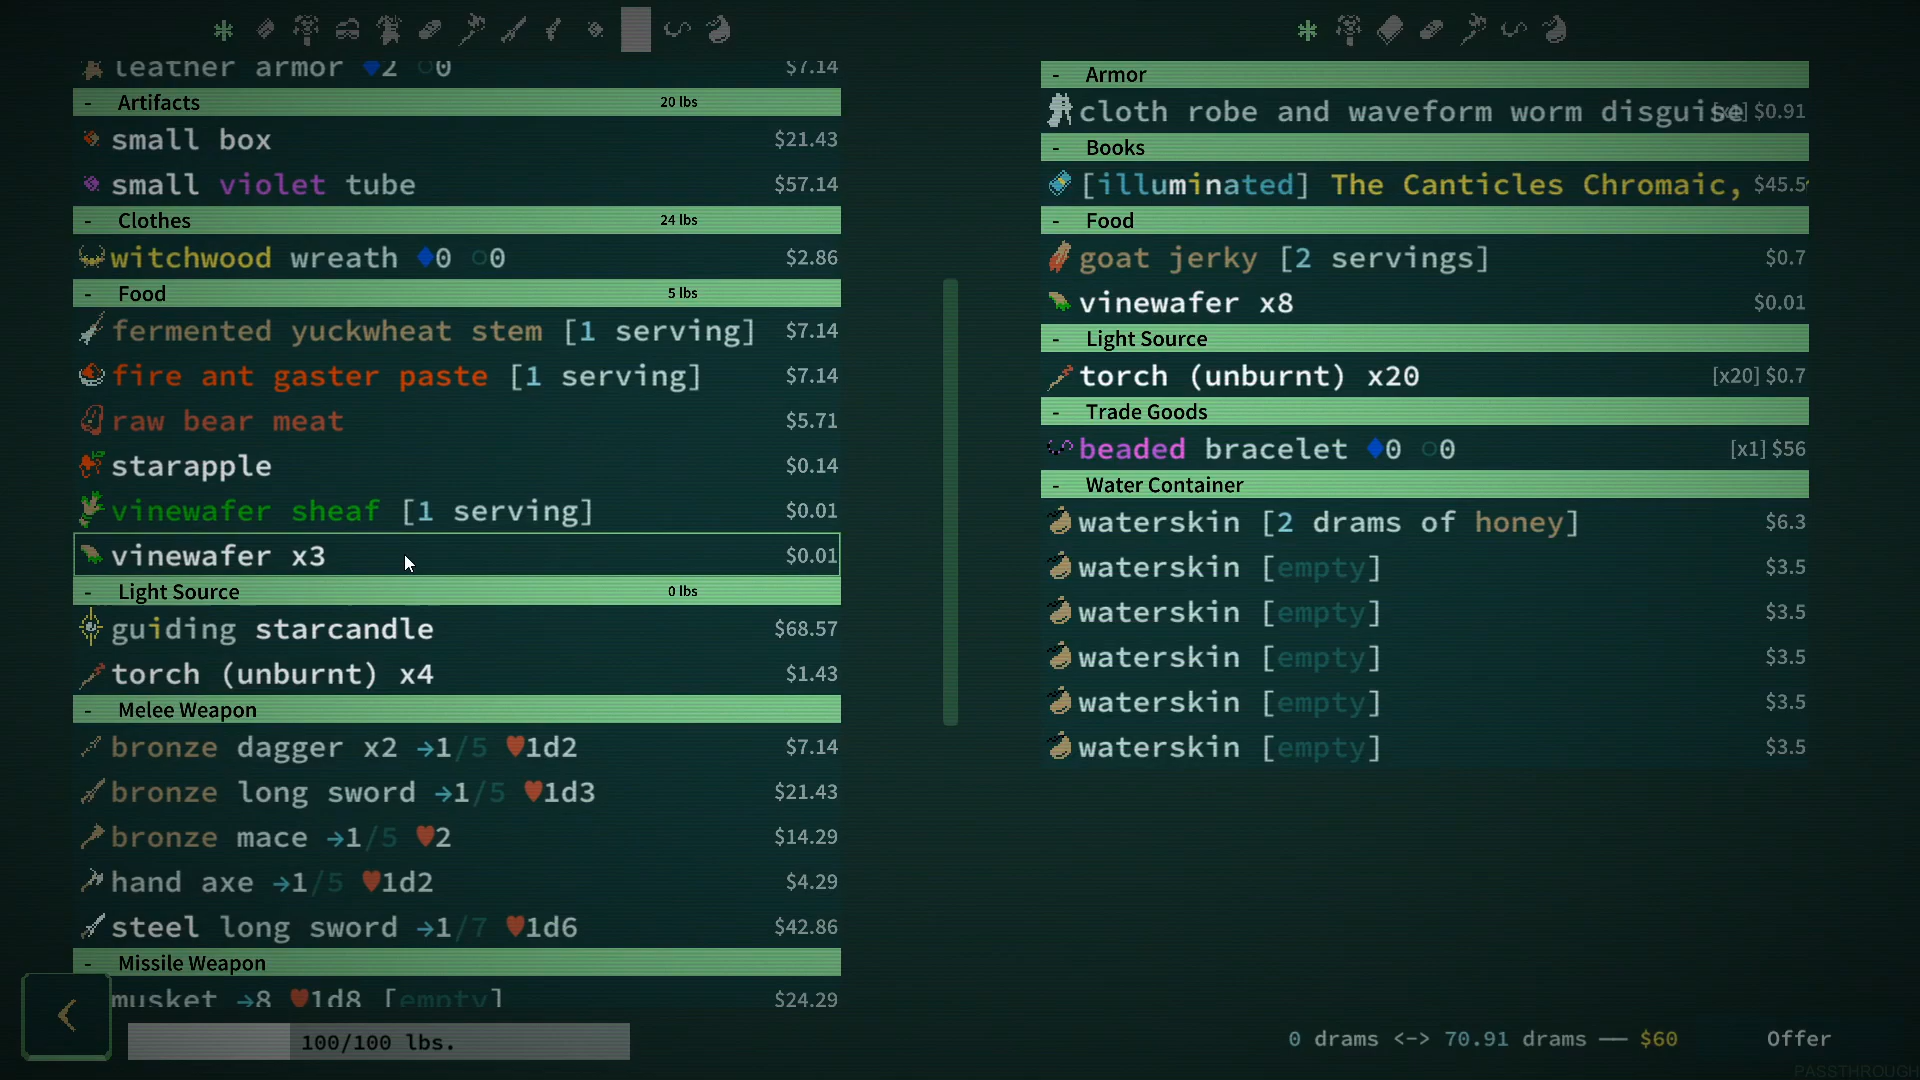 leather armor ♦2 ○0 $7.14
- Artifacts 20 lbs
small box $21.43
small violet tube $57.14
- Clothes 24 lbs
witchwood wreath ♦0 ○0 $2.86
- Food 5 lbs
fermented yuckwheat stem [1 serving] $7.14
fire ant gaster paste [1 serving] $7.14
raw bear meat $5.71
starapple $0.14
vinewafer sheaf [1 serving] $0.01
vinewafer x3 $0.01
- Light Source 0 lbs
guiding starcandle $68.57
torch (unburnt) x4 $1.43
- Melee Weapon
bronze dagger x2 →1/5 ♥1d2 $7.14
bronze long sword →1/5 ♥1d3 $21.43
bronze mace →1/5 ♥2 $14.29
hand axe →1/5 ♥1d2 $4.29
steel long sword →1/7 ♥1d6 $42.86
- Missile Weapon
musket →8 ♥1d8 [empty] $24.29
100/100 lbs.
- Armor
cloth robe and waveform worm disguise $0.91
- Books
[illuminated] The Canticles Chromaic, $45.5
- Food
goat jerky [2 servings] $0.7
vinewafer x8 $0.01
- Light Source
torch (unburnt) x20 [x20] $0.7
- Trade Goods
beaded bracelet ♦0 ○0 [x1] $56
- Water Container
waterskin [2 drams of honey] $6.3
waterskin [empty] $3.5
waterskin [empty] $3.5
waterskin [empty] $3.5
waterskin [empty] $3.5
waterskin [empty] $3.5
0 drams <-> 70.91 drams — $60
Offer
PASSTHROUGH